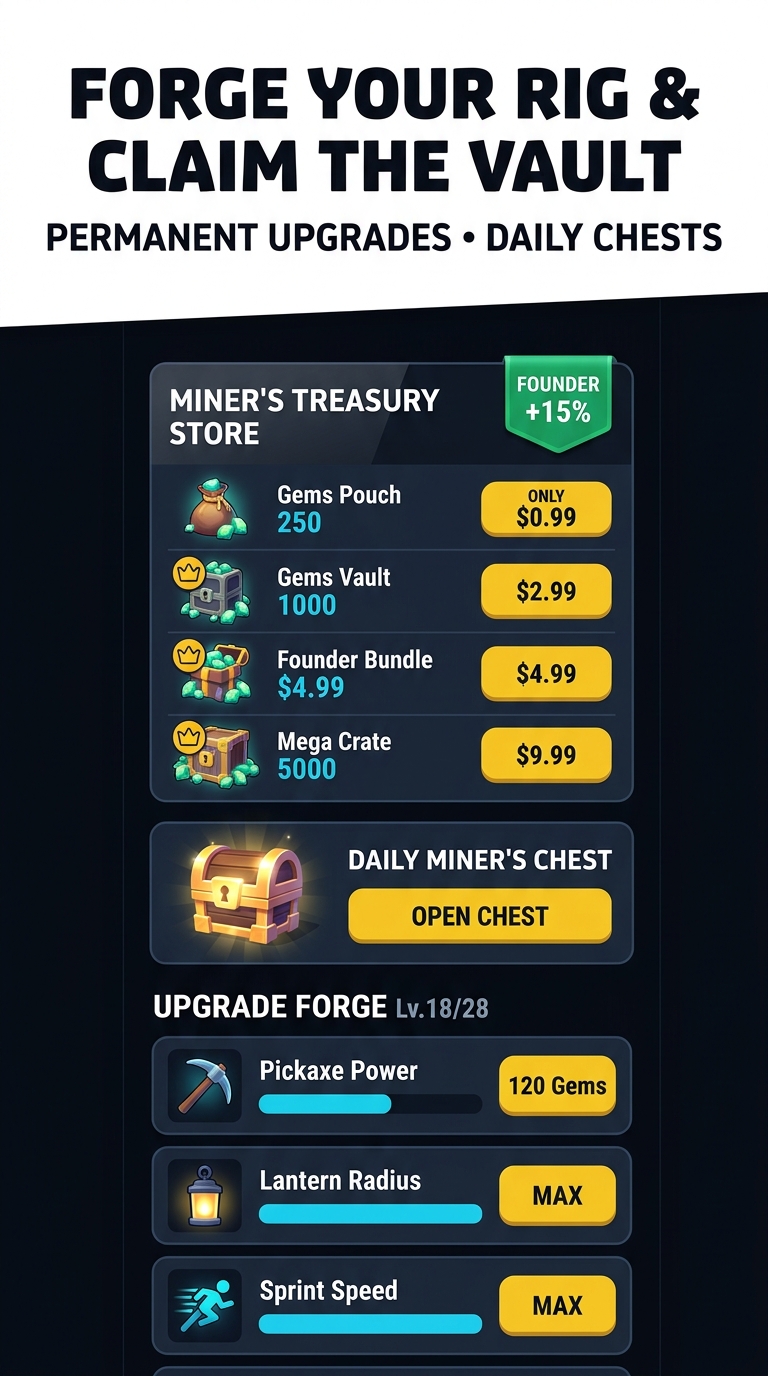 FORGE YOUR RIG &
CLAIM THE VAULT
PERMANENT UPGRADES • DAILY CHESTS
MINER'S TREASURY
STORE
FOUNDER
+15%
Gems Pouch
250
ONLY
$0.99
Gems Vault
1000
$2.99
Founder Bundle
$4.99
$4.99
Mega Crate
5000
$9.99
DAILY MINER'S CHEST
OPEN CHEST
UPGRADE FORGE Lv.18/28
Pickaxe Power
120 Gems
Lantern Radius
MAX
Sprint Speed
MAX